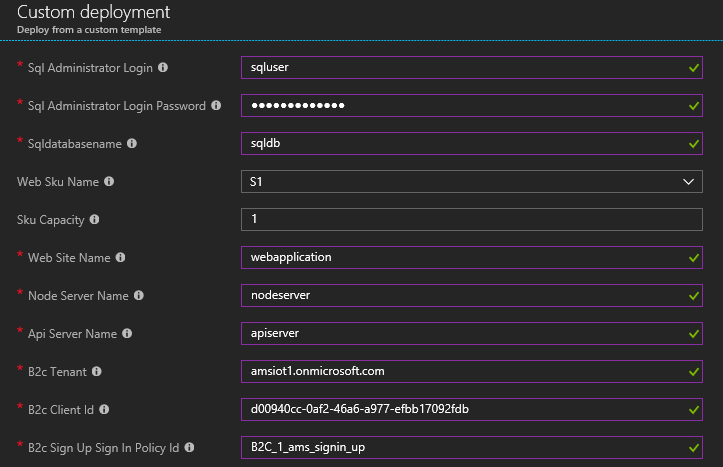 Custom deployment
Deploy from a custom template
* Sql Administrator Login sqluser
* Sql Administrator Login Password •••••••••••••
* Sqldatabasename sqldb
Web Sku Name S1
Sku Capacity 1
* Web Site Name webapplication
* Node Server Name nodeserver
* Api Server Name apiserver
* B2c Tenant amsiot1.onmicrosoft.com
* B2c Client Id d00940cc-0af2-46a6-a977-efbb17092fdb
* B2c Sign Up Sign In Policy Id B2C_1_ams_signin_up